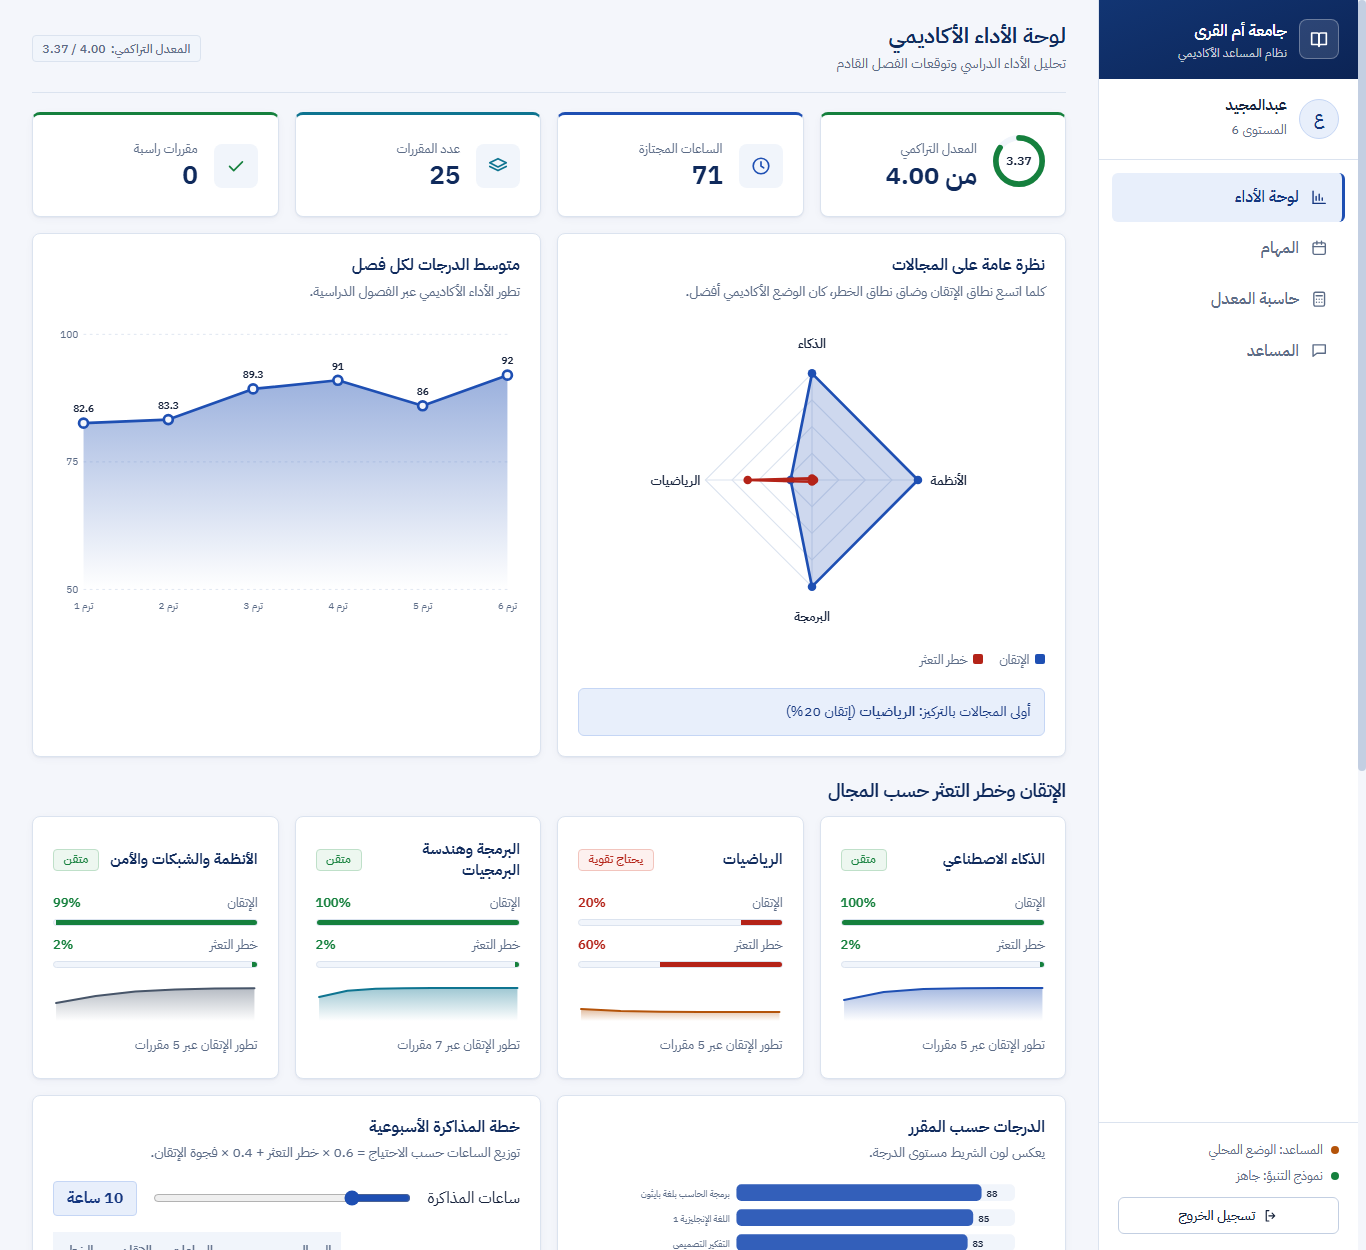 جامعة أم القرى
نظام المساعد الأكاديمي
عبدالمجيد
المستوى 6
ع
لوحة الأداء
المهام
حاسبة المعدل
المساعد
المساعد: الوضع المحلي
نموذج التنبؤ: جاهز
تسجيل الخروج
لوحة الأداء الأكاديمي
تحليل الأداء الدراسي وتوقعات الفصل القادم
المعدل التراكمي: 4.00 / 3.37
3.37
المعدل التراكمي
من 4.00
الساعات المجتازة
71
عدد المقررات
25
مقررات راسبة
0
نظرة عامة على المجالات
كلما اتسع نطاق الإتقان وضاق نطاق الخطر، كان الوضع الأكاديمي أفضل.
الذكاء
الأنظمة
الرياضيات
البرمجة
الإتقان
خطر التعثر
أولى المجالات بالتركيز: الرياضيات (إتقان 20%)
متوسط الدرجات لكل فصل
تطور الأداء الأكاديمي عبر الفصول الدراسية.
100
75
50
82.6
83.3
89.3
91
86
92
ترم 1
ترم 2
ترم 3
ترم 4
ترم 5
ترم 6
الإتقان وخطر التعثر حسب المجال
الذكاء الاصطناعي
متقن
الإتقان
100%
خطر التعثر
2%
تطور الإتقان عبر 5 مقررات
الرياضيات
يحتاج تقوية
الإتقان
20%
خطر التعثر
60%
تطور الإتقان عبر 5 مقررات
البرمجة وهندسة
البرمجيات
متقن
الإتقان
100%
خطر التعثر
2%
تطور الإتقان عبر 7 مقررات
الأنظمة والشبكات والأمن
متقن
الإتقان
99%
خطر التعثر
2%
تطور الإتقان عبر 5 مقررات
الدرجات حسب المقرر
يعكس لون الشريط مستوى الدرجة.
برمجة الحاسب بلغة بايثون
88
اللغة الإنجليزية 1
85
التفكير التصميمي
83
خطة المذاكرة الأسبوعية
توزيع الساعات حسب الاحتياج = 0.6 × خطر التعثر + 0.4 × فجوة الإتقان.
ساعات المذاكرة
10 ساعة